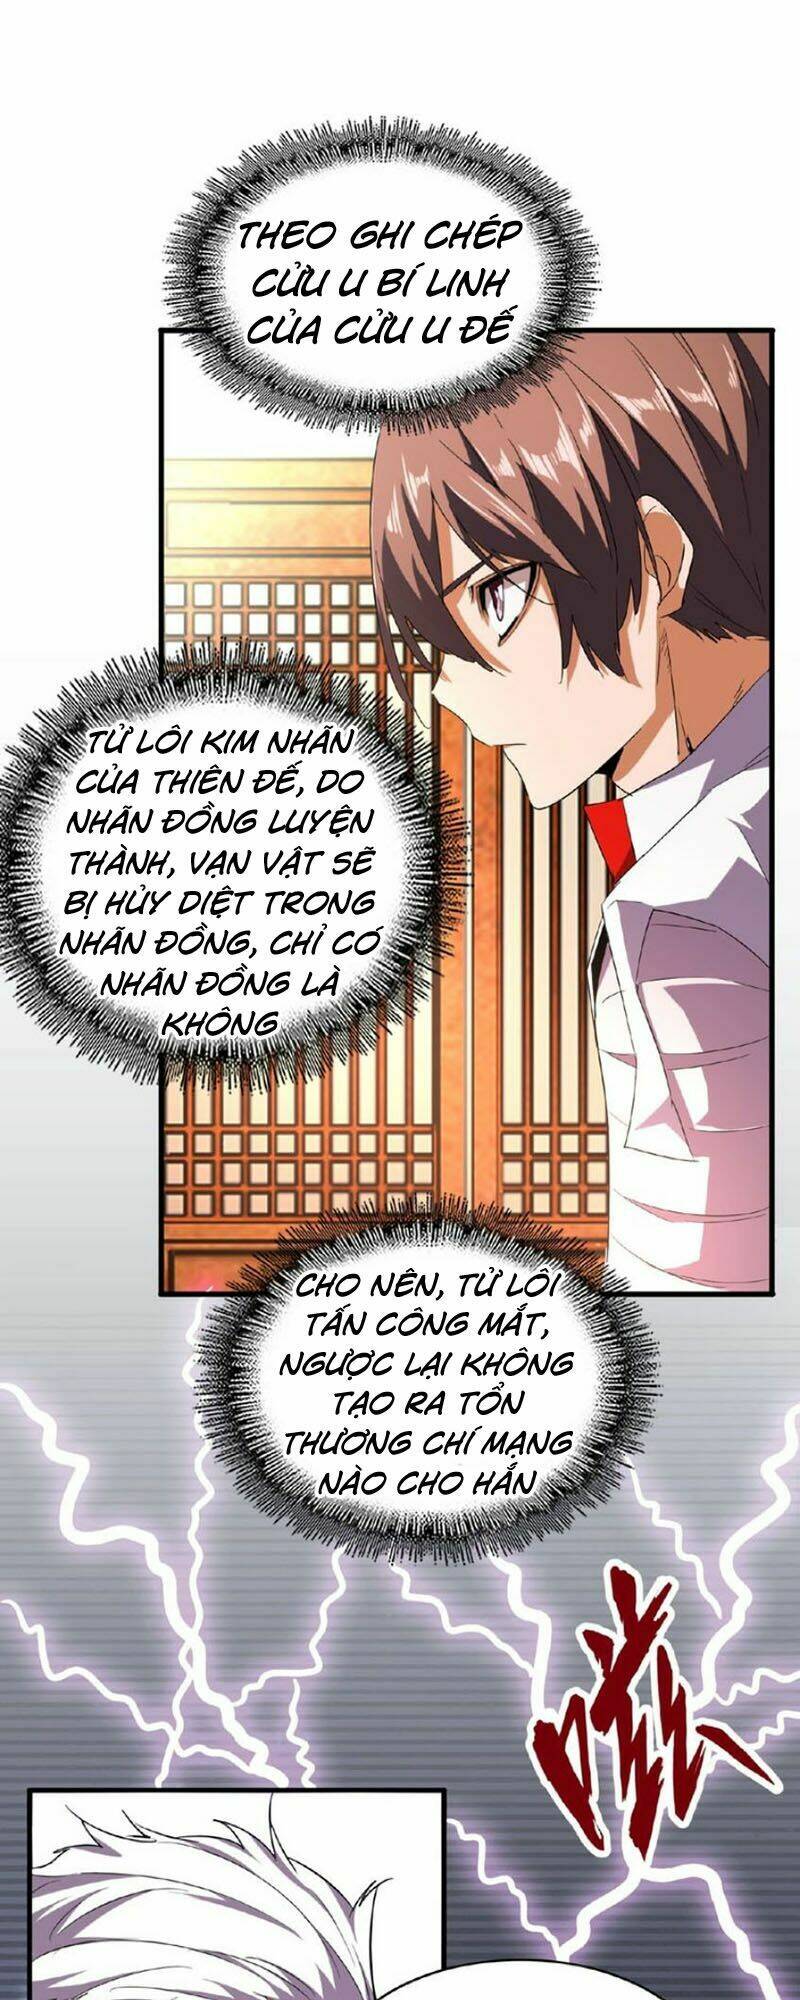 THEO GHI CHÉP
CỬU U BÍ LINH
CỦA CỬU U ĐẾ
TỬ LÔI KIM NHÃN
CỦA THIÊN ĐẾ, DO
NHÃN ĐỒNG LUYỆN
THÀNH, VẠN VẬT SẼ
BỊ HỦY DIỆT TRONG
NHÃN ĐỒNG, CHỈ CÓ
NHÃN ĐỒNG LÀ
KHÔNG
CHO NÊN, TỬ LÔI
TẤN CÔNG MẮT,
NGƯỢC LẠI KHÔNG
TẠO RA TỔN
THƯƠNG CHÍ MẠNG
NÀO CHO HẮN